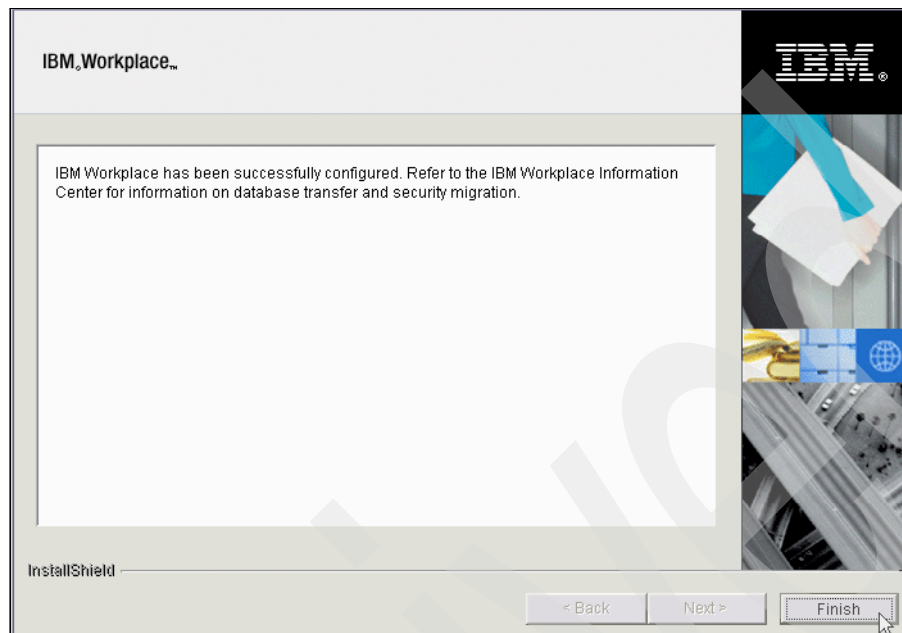 IBM®Workplace™
IBM®
IBM Workplace has been successfully configured. Refer to the IBM Workplace Information
Center for information on database transfer and security migration.
InstallShield
< Back
Next >
Finish